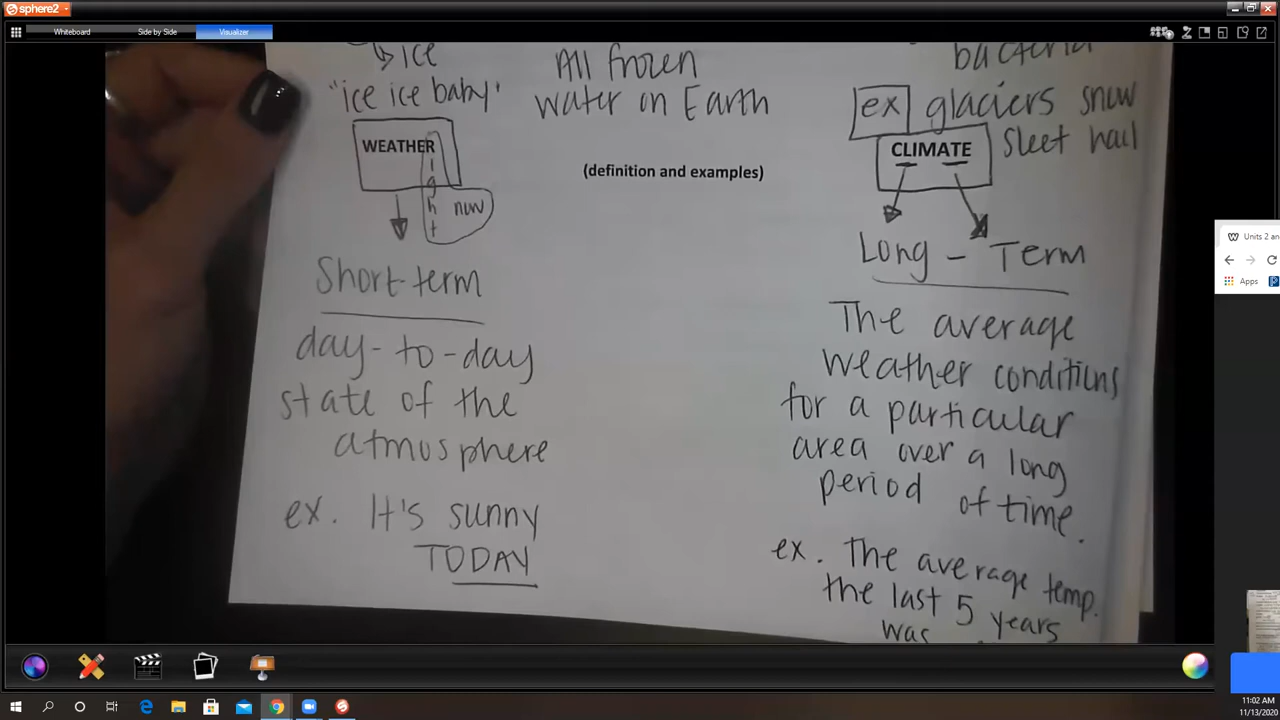 sphere2
Whiteboard
Side by Side
Visualizer
ice
"ice ice baby"
All frozen
water on Earth
bacteria
ex glaciers snow
sleet hail
WEATHER
ight
now
(definition and examples)
CLIMATE
Short-term
day-to-day
state of the
atmosphere
ex. It's sunny
TODAY
Long - Term
The average
weather conditions
for a particular
area over a long
period of time.
ex. The average temp.
the last 5 years
was
Units 2 an
Apps
11:02 AM
11/13/2020